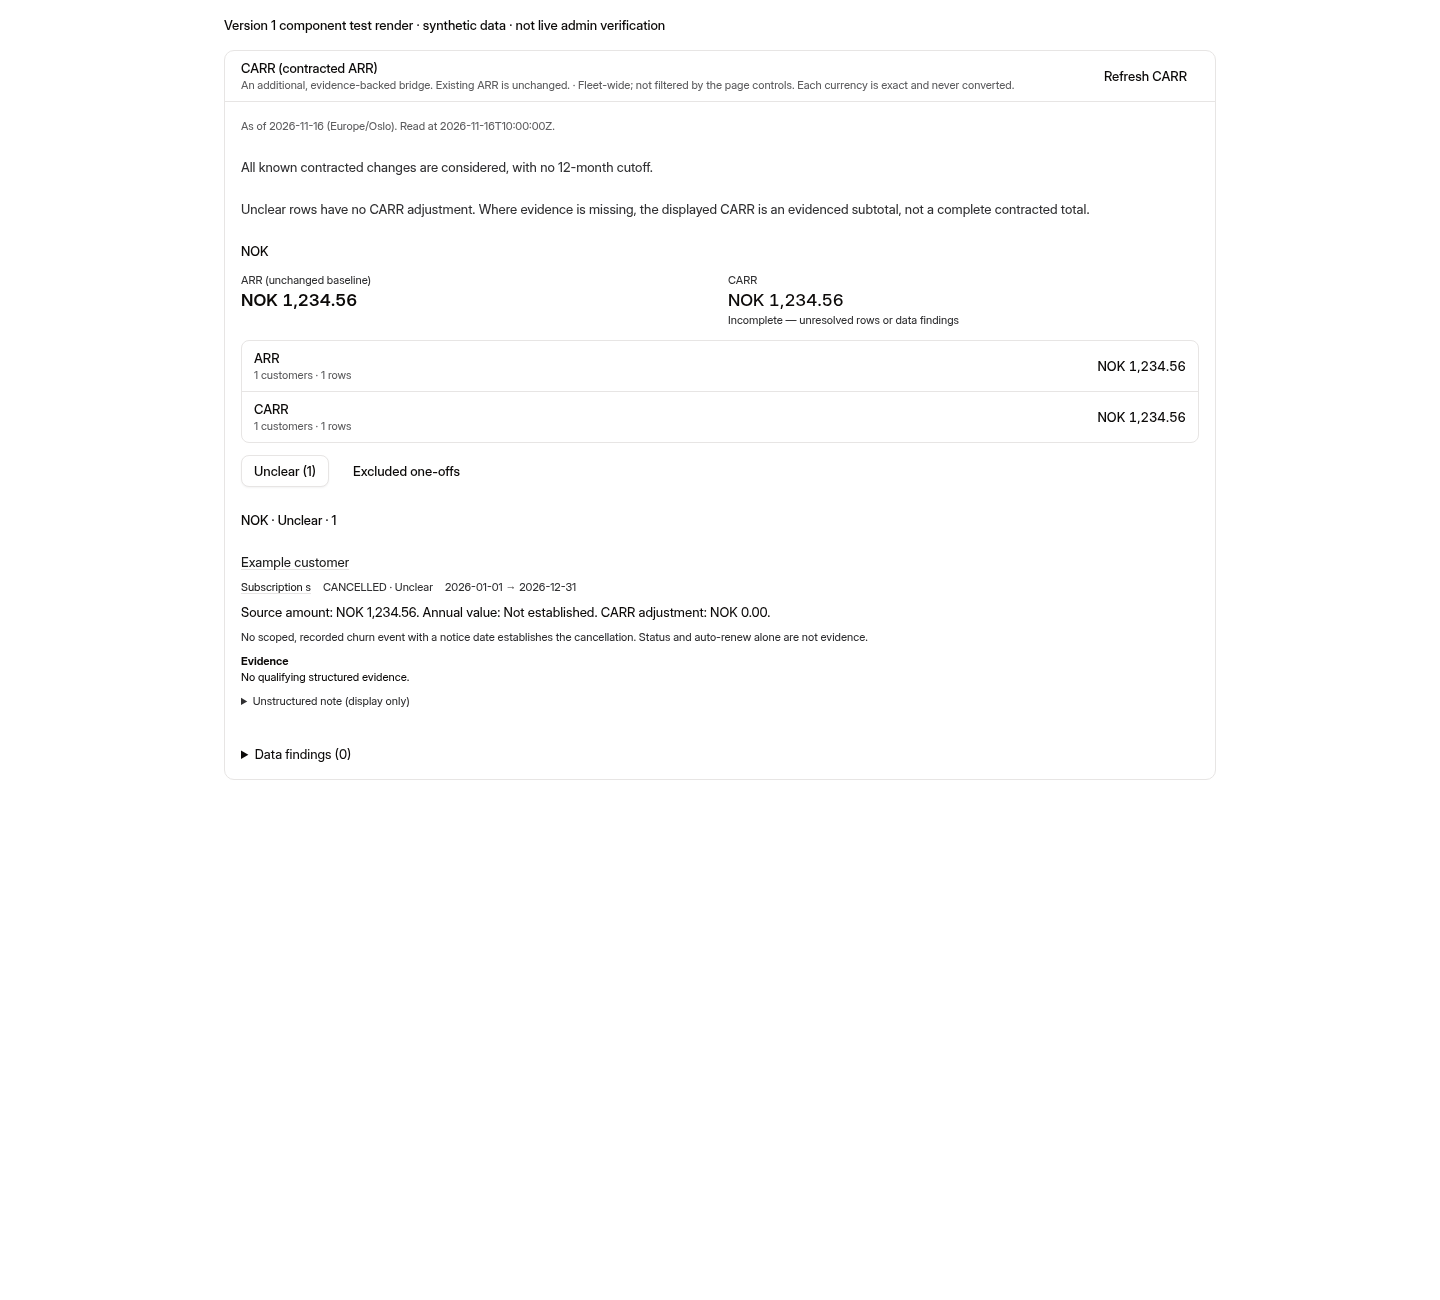 Version 1 component test render · synthetic data · not live admin verification
CARR (contracted ARR)
An additional, evidence-backed bridge. Existing ARR is unchanged. · Fleet-wide; not filtered by the page controls. Each currency is exact and never converted.
Refresh CARR
As of 2026-11-16 (Europe/Oslo). Read at 2026-11-16T10:00:00Z.
All known contracted changes are considered, with no 12-month cutoff.
Unclear rows have no CARR adjustment. Where evidence is missing, the displayed CARR is an evidenced subtotal, not a complete contracted total.
NOK
ARR (unchanged baseline)
NOK 1,234.56
CARR
NOK 1,234.56
Incomplete — unresolved rows or data findings
ARR
1 customers · 1 rows
NOK 1,234.56
CARR
1 customers · 1 rows
NOK 1,234.56
Unclear (1) Excluded one-offs
NOK · Unclear · 1
Example customer
Subscription s CANCELLED · Unclear 2026-01-01 → 2026-12-31
Source amount: NOK 1,234.56. Annual value: Not established. CARR adjustment: NOK 0.00.
No scoped, recorded churn event with a notice date establishes the cancellation. Status and auto-renew alone are not evidence.
Evidence
No qualifying structured evidence.
▶ Unstructured note (display only)
▶ Data findings (0)